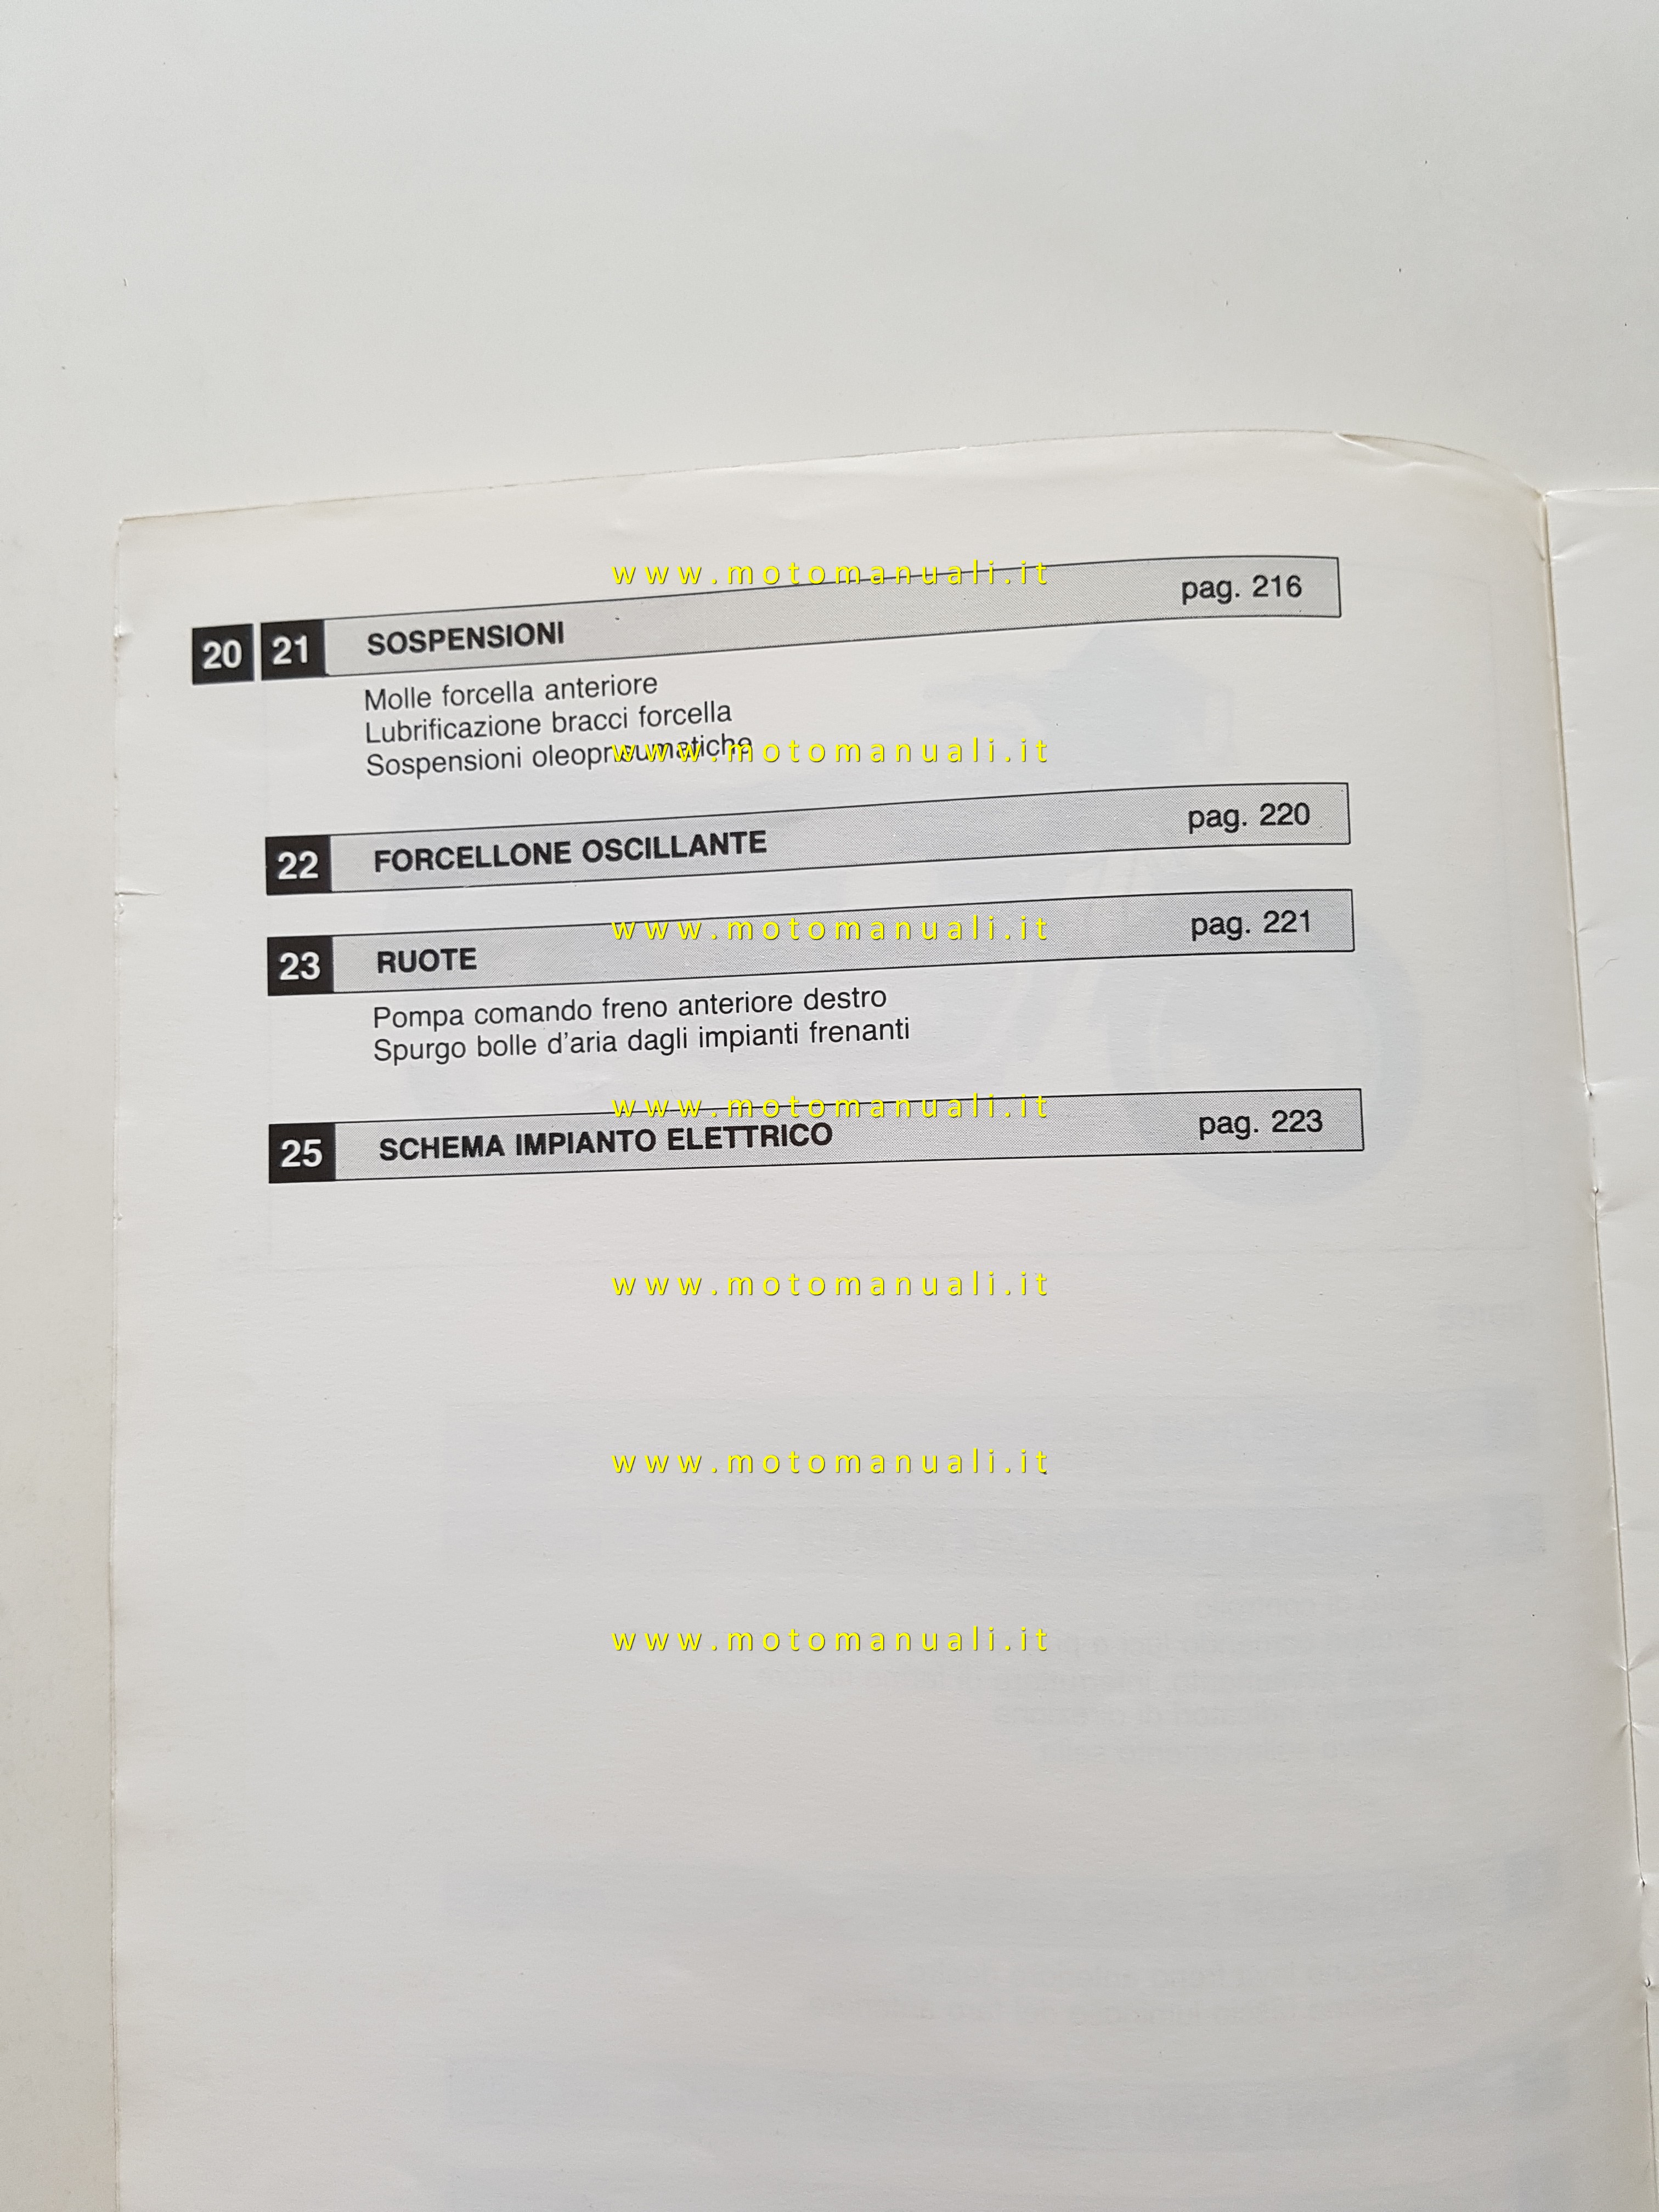 www.motomanuali.it
20 21 SOSPENSIONI pag. 216
Molle forcella anteriore
Lubrificazione bracci forcella
Sospensioni oleopneumatiche
www.motomanuali.it
22 FORCELLONE OSCILLANTE pag. 220
www.motomanuali.it
23 RUOTE pag. 221
Pompa comando freno anteriore destro
Spurgo bolle d'aria dagli impianti frenanti
www.motomanuali.it
25 SCHEMA IMPIANTO ELETTRICO pag. 223
www.motomanuali.it
www.motomanuali.it
www.motomanuali.it